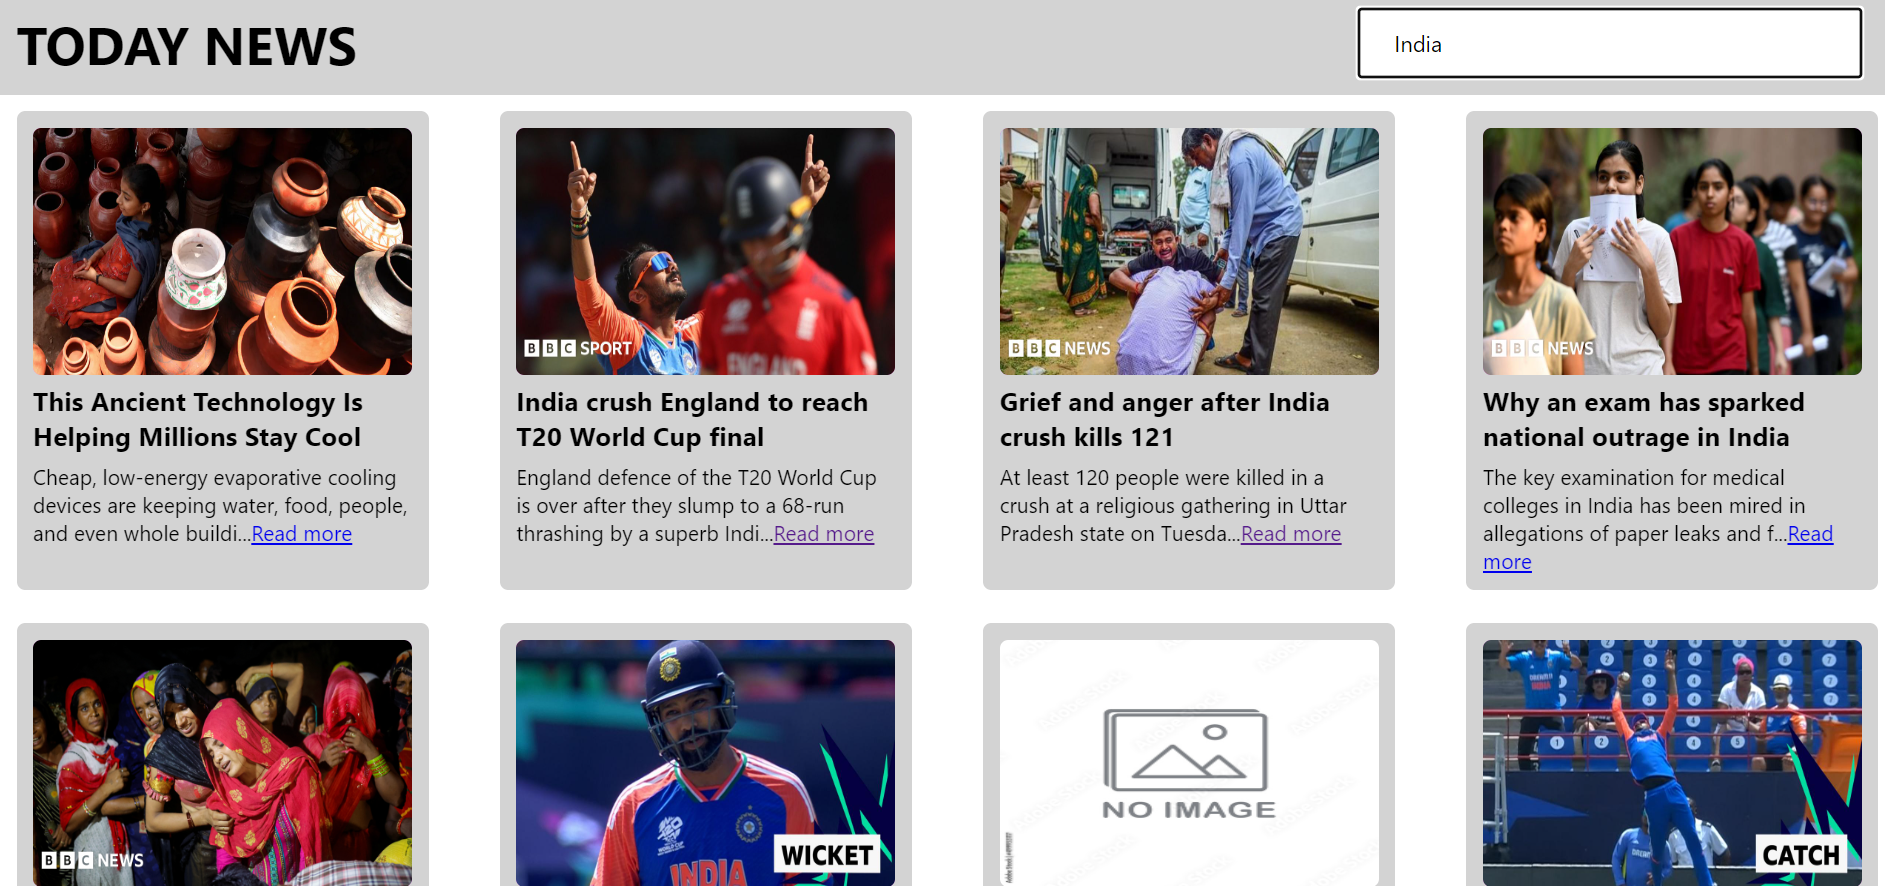 TODAY NEWS
India
BBC SPORT
ENGLAND
BBC NEWS
BBC NEWS
This Ancient Technology Is
Helping Millions Stay Cool
Cheap, low-energy evaporative cooling
devices are keeping water, food, people,
and even whole buildi...Read more
India crush England to reach
T20 World Cup final
England defence of the T20 World Cup
is over after they slump to a 68-run
thrashing by a superb Indi...Read more
Grief and anger after India
crush kills 121
At least 120 people were killed in a
crush at a religious gathering in Uttar
Pradesh state on Tuesda...Read more
Why an exam has sparked
national outrage in India
The key examination for medical
colleges in India has been mired in
allegations of paper leaks and f...Read
more
BBC NEWS
INDIA
WICKET
NO IMAGE
INDIA
CATCH